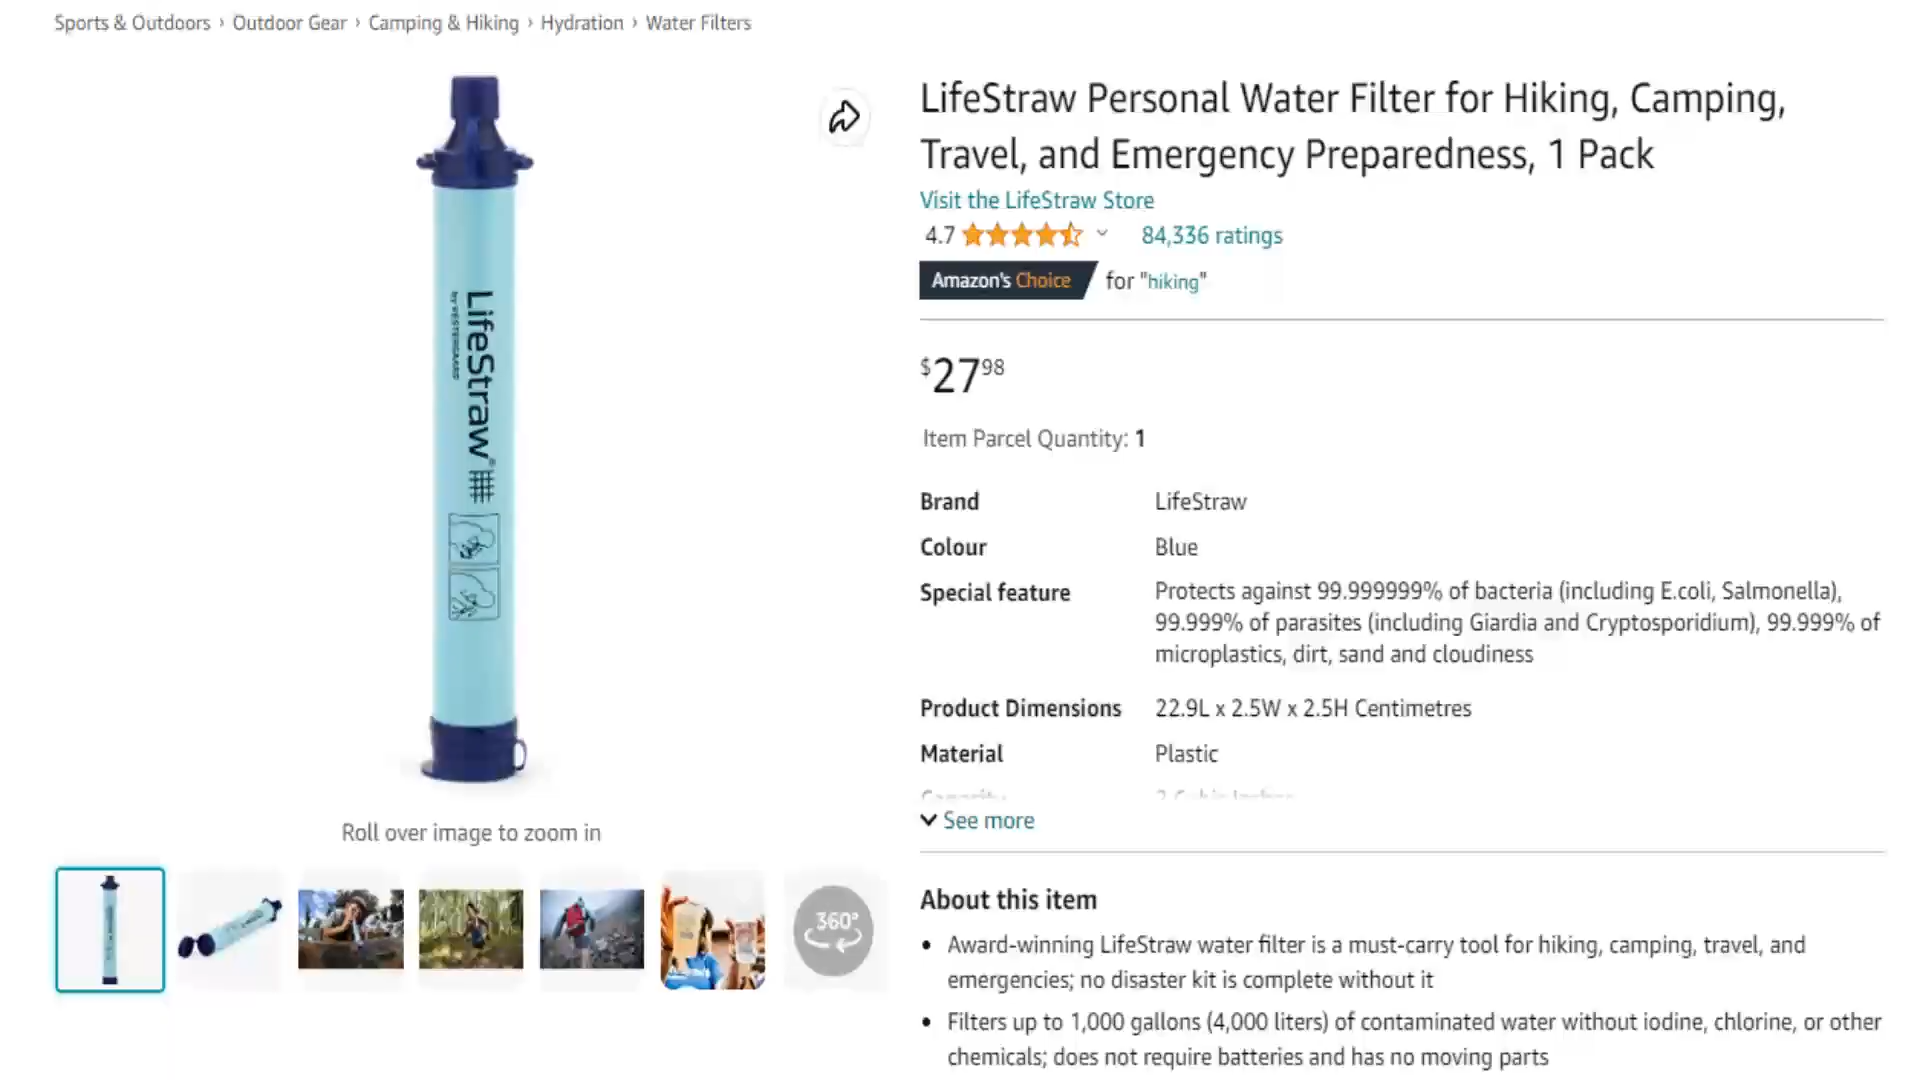 Sports & Outdoors › Outdoor Gear › Camping & Hiking › Hydration › Water Filters
LifeStraw Personal Water Filter for Hiking, Camping,
Travel, and Emergency Preparedness, 1 Pack
Visit the LifeStraw Store
4.7
84,336 ratings
Amazon's Choice for "hiking"
$27 98
Item Parcel Quantity: 1
Brand LifeStraw
Colour Blue
Special feature Protects against 99.999999% of bacteria (including E.coli, Salmonella),
99.999% of parasites (including Giardia and Cryptosporidium), 99.999% of
microplastics, dirt, sand and cloudiness
Product Dimensions 22.9L x 2.5W x 2.5H Centimetres
Material Plastic
See more
About this item
• Award-winning LifeStraw water filter is a must-carry tool for hiking, camping, travel, and
emergencies; no disaster kit is complete without it
• Filters up to 1,000 gallons (4,000 liters) of contaminated water without iodine, chlorine, or other
chemicals; does not require batteries and has no moving parts
LifeStraw®
by VESTERGAARD
Roll over image to zoom in
360°